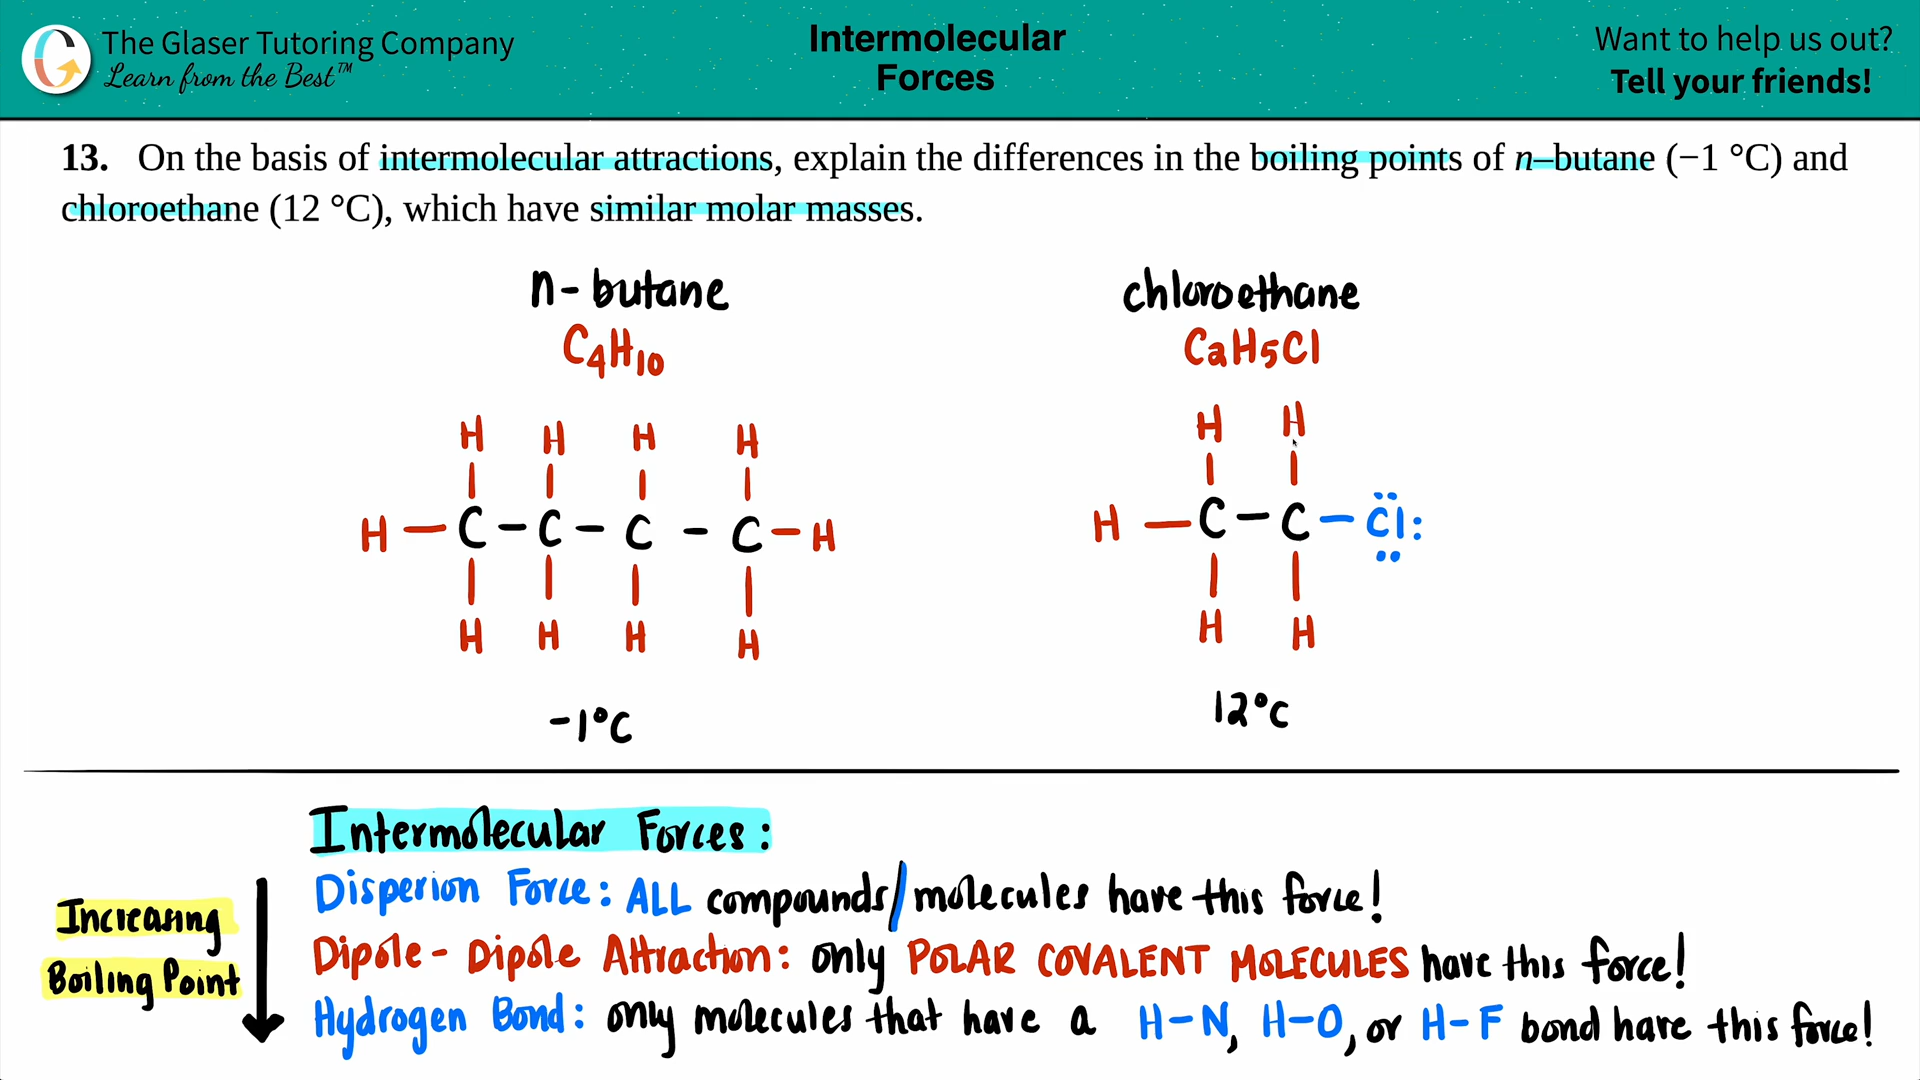 The Glaser Tutoring Company
Learn from the Best™
Intermolecular
Forces
Want to help us out?
Tell your friends!
13. On the basis of intermolecular attractions, explain the differences in the boiling points of n–butane (−1 °C) and
chloroethane (12 °C), which have similar molar masses.
n-butane
C4H10
H H H H
H — C — C — C — C — H
H H H H
-1°C
chloroethane
C2H5Cl
H H
H — C — C — Cl
H H
12°C
Intermolecular Forces:
Increasing
Boiling Point
Disperion Force: ALL compounds/molecules have this force!
Dipole-Dipole Attraction: only POLAR COVALENT MOLECULES have this force!
Hydrogen Bond: only molecules that have a H-N, H-O, or H-F bond have this force!